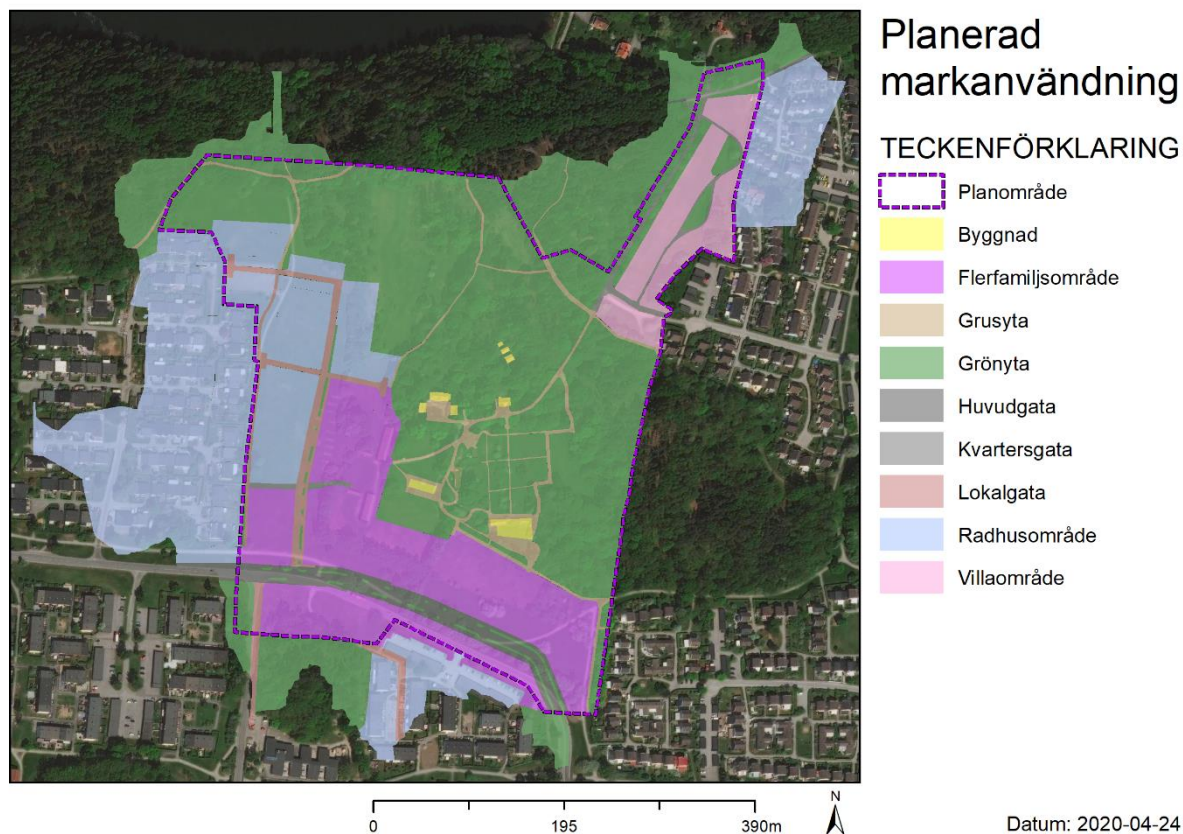 Planerad
markanvändning
TECKENFÖRKLARING
Planområde
Byggnad
Flerfamiljsområde
Grusyta
Grönyta
Huvudgata
Kvartersgata
Lokalgata
Radhusområde
Villaområde
0 195 390m
N
Datum: 2020-04-24